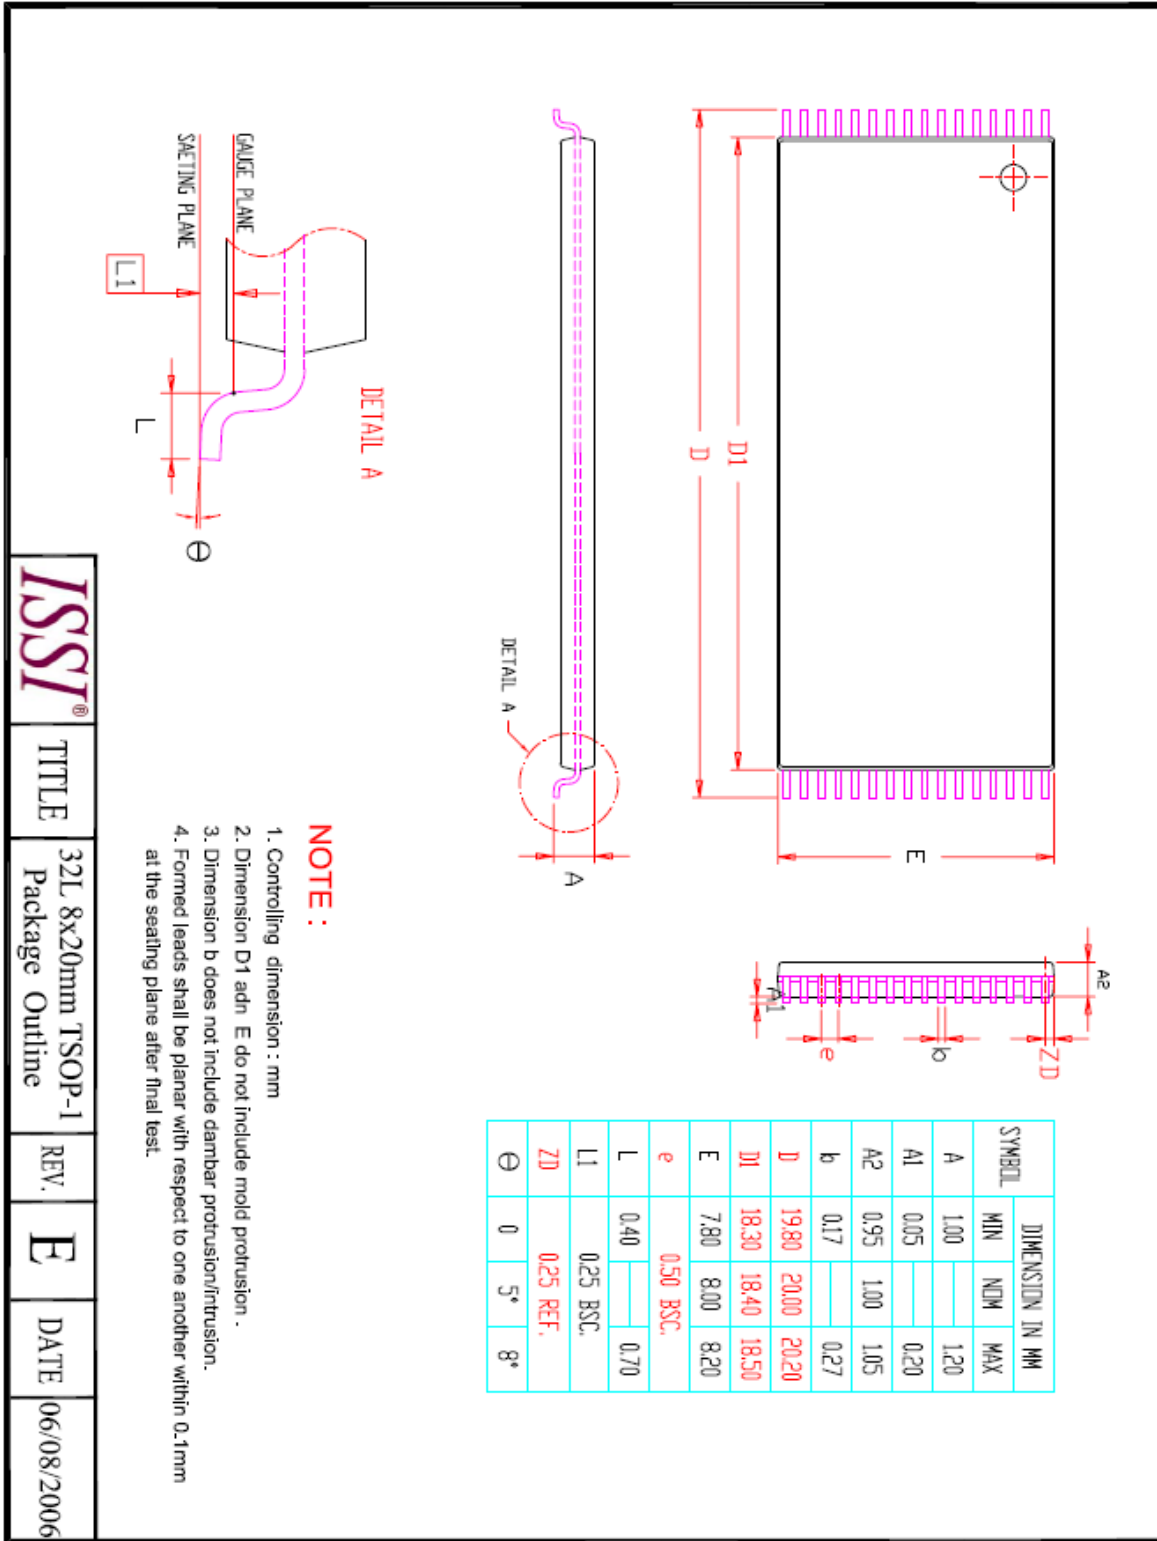 D
D1
E
A
DETAIL A
A2
A1
e
b
ZD
GAUGE PLANE
SAETING PLANE
L1
L
Θ
DETAIL A
SYMBOL DIMENSION IN MM
MIN NOM MAX
A 1.00 1.20
A1 0.05 0.20
A2 0.95 1.00 1.05
b 0.17 0.27
D 19.80 20.00 20.20
D1 18.30 18.40 18.50
E 7.80 8.00 8.20
e 0.50 BSC.
L 0.40 0.70
L1 0.25 BSC.
ZD 0.25 REF.
Θ 0 5° 8°
NOTE :
1. Controlling dimension : mm
2. Dimension D1 adn E do not include mold protrusion .
3. Dimension b does not include dambar protrusion/intrusion.
4. Formed leads shall be planar with respect to one another within 0.1mm
at the seating plane after final test.
ISSI®
TITLE
32L 8x20mm TSOP-1
Package Outline
REV.
E
DATE
06/08/2006